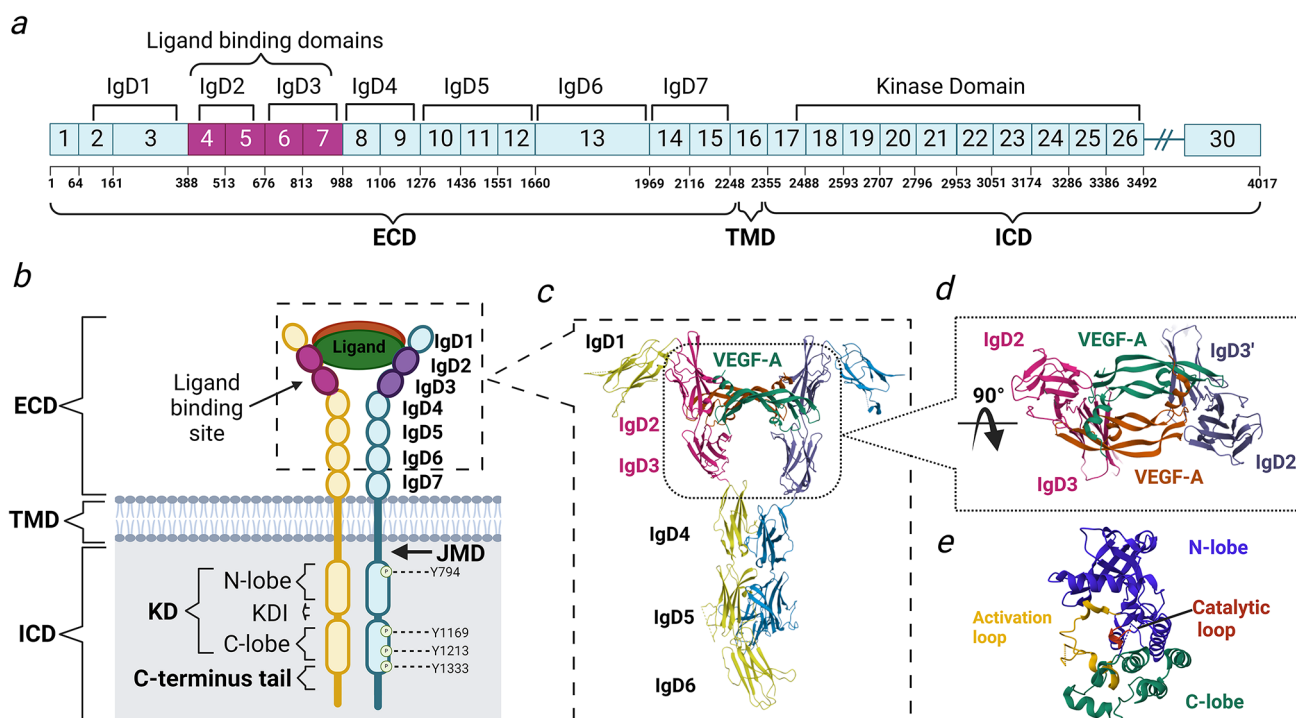 a
Ligand binding domains
IgD1 IgD2 IgD3 IgD4 IgD5 IgD6 IgD7 Kinase Domain
1 2 3 4 5 6 7 8 9 10 11 12 13 14 15 16 17 18 19 20 21 22 23 24 25 26 30
1 64 161 388 513 676 813 988 1106 1276 1436 1551 1660 1969 2116 2248 2355 2488 2593 2707 2796 2953 3051 3174 3286 3386 3492 4017
ECD TMD ICD
b
ECD
TMD
ICD
Ligand
binding
site
Ligand
IgD1
IgD2
IgD3
IgD4
IgD5
IgD6
IgD7
JMD
KD
N-lobe
KDI
C-lobe
C-terminus tail
P
Y794
P
Y1169
P
Y1213
P
Y1333
c
IgD1
VEGF-A
IgD2
IgD3
IgD4
IgD5
IgD6
d
90°
IgD2
VEGF-A
IgD3'
IgD3
VEGF-A
IgD2
e
N-lobe
Activation
loop
Catalytic
loop
C-lobe